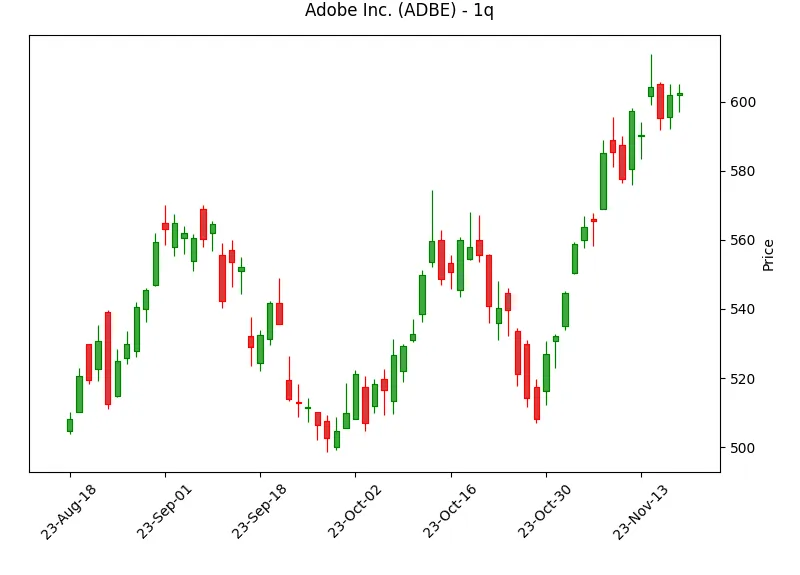 Adobe Inc. (ADBE) - 1q
600
580
560
540
520
500
Price
23-Aug-18
23-Sep-01
23-Sep-18
23-Oct-02
23-Oct-16
23-Oct-30
23-Nov-13